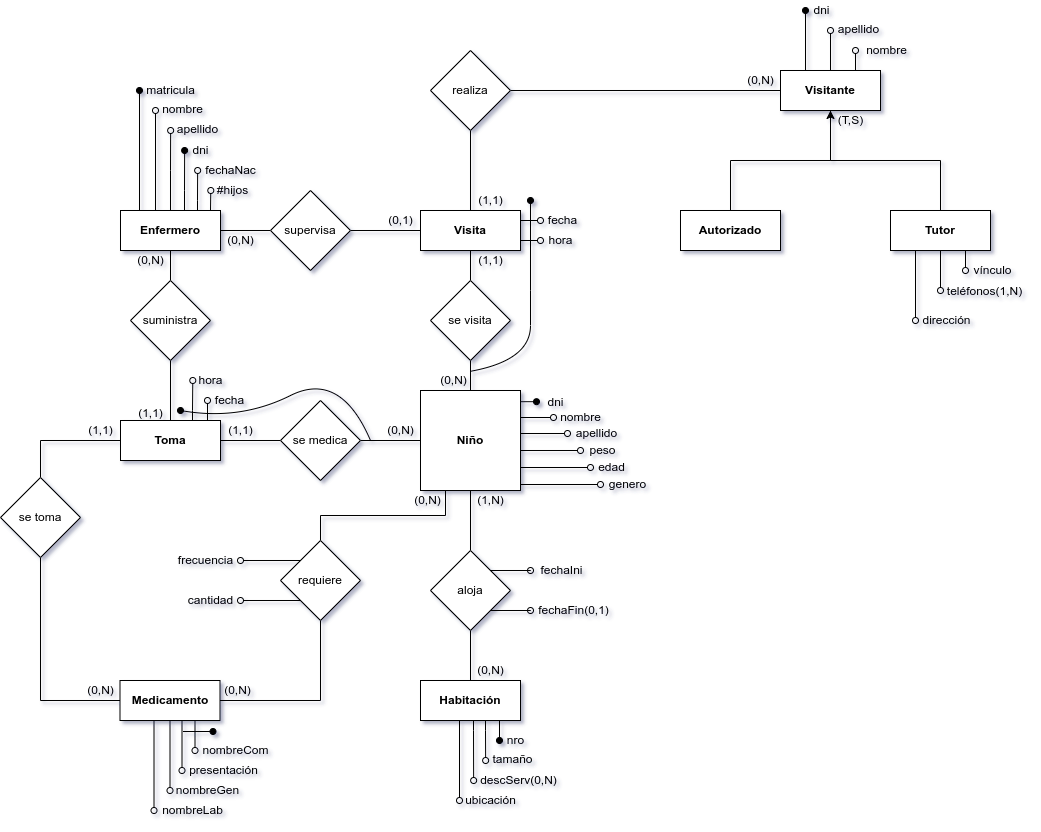 dni
apellido
nombre
realiza
(0,N)
Visitante
(T,S)
matricula
nombre
apellido
dni
fechaNac
#hijos
(1,1)
Enfermero
(0,N)
supervisa
(0,1)
Visita
fecha
hora
Autorizado
Tutor
(0,N)
(1,1)
vínculo
teléfonos(1,N)
dirección
suministra
se visita
(0,N)
hora
fecha
(1,1)
(1,1)
Toma
(1,1)
se medica
(0,N)
Niño
dni
nombre
apellido
peso
edad
genero
(0,N)
(1,N)
se toma
frecuencia
requiere
cantidad
aloja
fechaIni
fechaFin(0,1)
(0,N)
(0,N)
Medicamento
(0,N)
Habitación
nombreCom
presentación
nombreGen
nombreLab
nro
tamaño
descServ(0,N)
ubicación